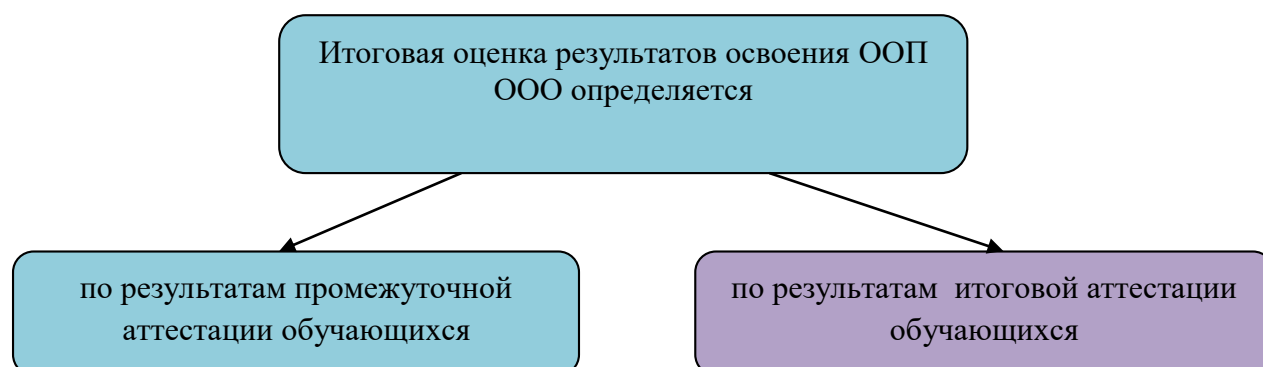 Итоговая оценка результатов освоения ООП
ООО определяется
по результатам промежуточной
аттестации обучающихся
по результатам  итоговой аттестации
обучающихся